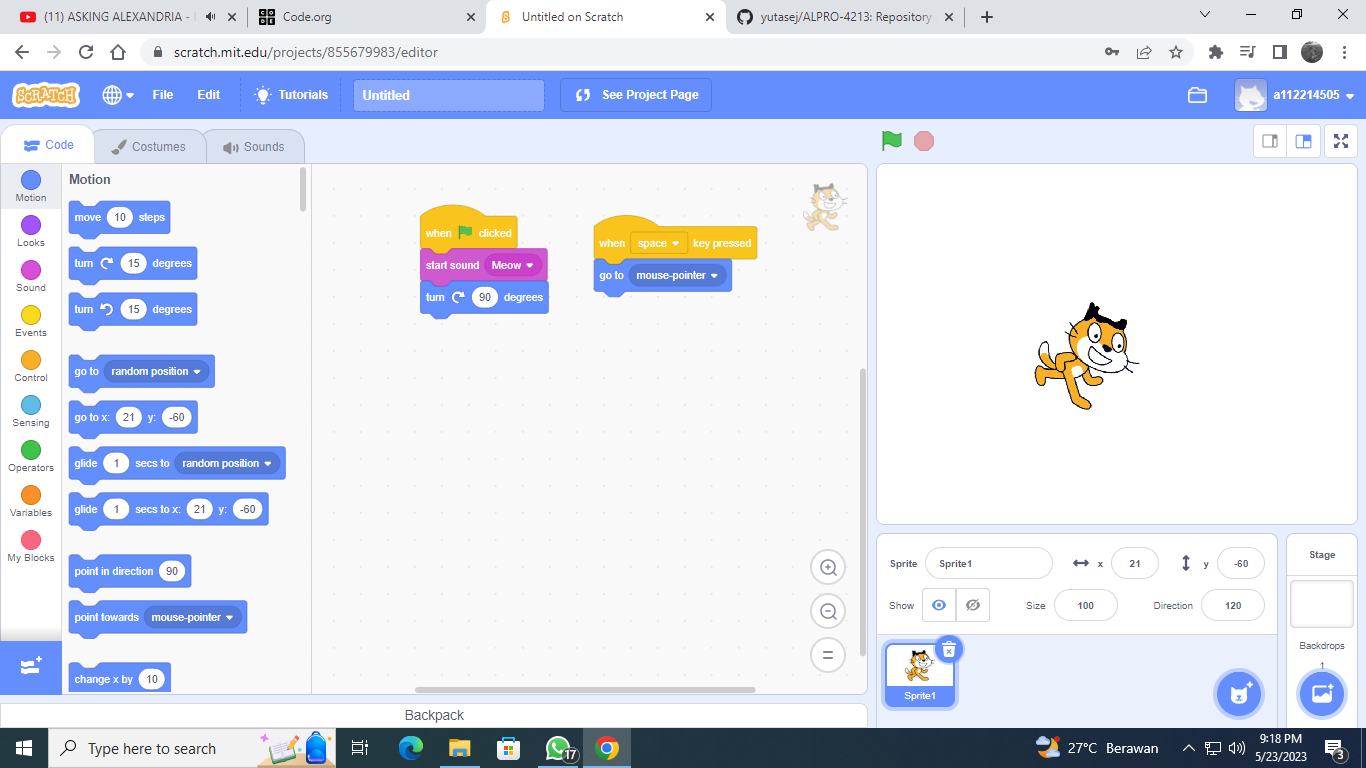 (11) ASKING ALEXANDRIA -
Code.org
Untitled on Scratch
yutasej/ALPRO-4213: Repository
scratch.mit.edu/projects/855679983/editor
SCRATCH
File
Edit
Tutorials
Untitled
See Project Page
a112214505
Code
Costumes
Sounds
Motion
Looks
Sound
Events
Control
Sensing
Operators
Variables
My Blocks
Motion
move 10 steps
turn 15 degrees
turn 15 degrees
go to random position
go to x: 21 y: -60
glide 1 secs to random position
glide 1 secs to x: 21 y: -60
point in direction 90
point towards mouse-pointer
change x by 10
when clicked
start sound Meow
turn 90 degrees
when space key pressed
go to mouse-pointer
Sprite Sprite1 x 21 y -60
Show Size 100 Direction 120
Sprite1
Stage
Backdrops
1
Backpack
Type here to search
17
27°C Berawan
9:18 PM
5/23/2023
3